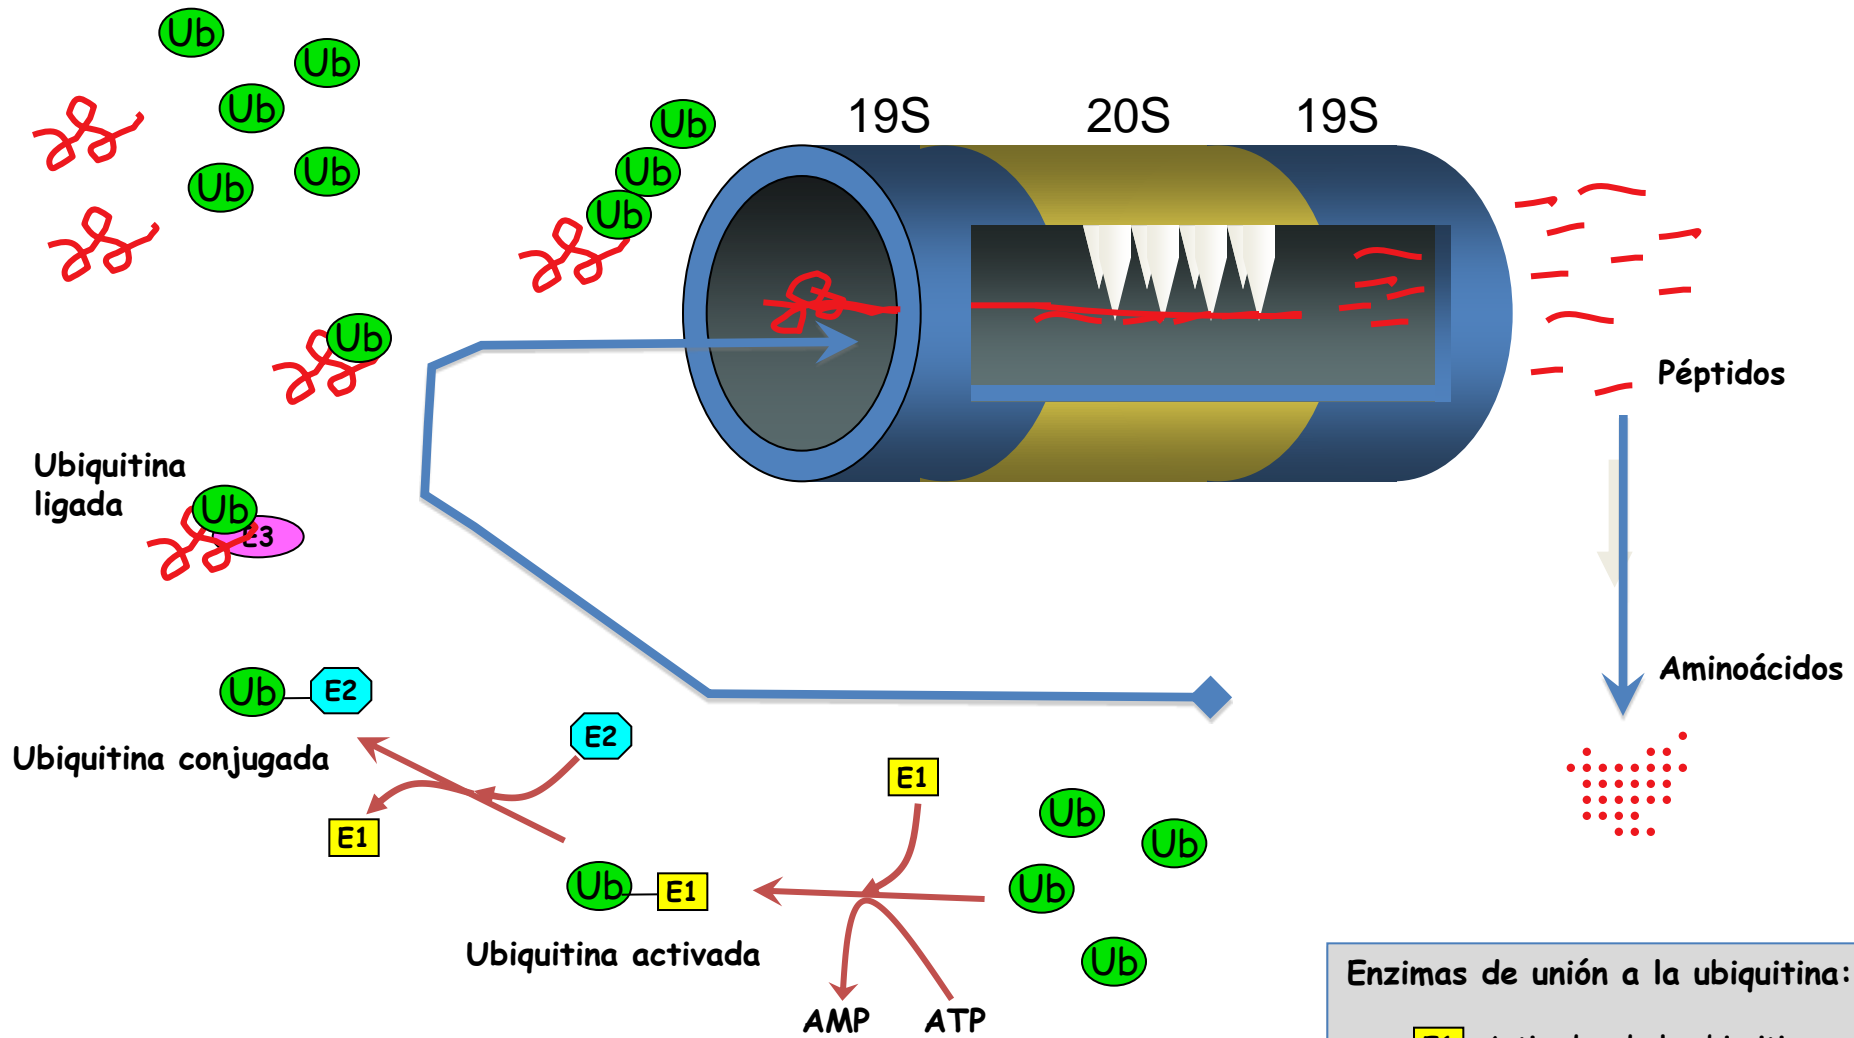 Ub
Ub
Ub
Ub
Ub
Ub
Ub
Ub
19S 20S 19S
Ub
Péptidos
Ubiquitina
ligada
Ub
E3
Aminoácidos
Ub E2
E2
Ubiquitina conjugada
E1
E1
Ub
Ub
Ub E1
Ub
Ubiquitina activada
Ub
AMP ATP
Enzimas de unión a la ubiquitina: